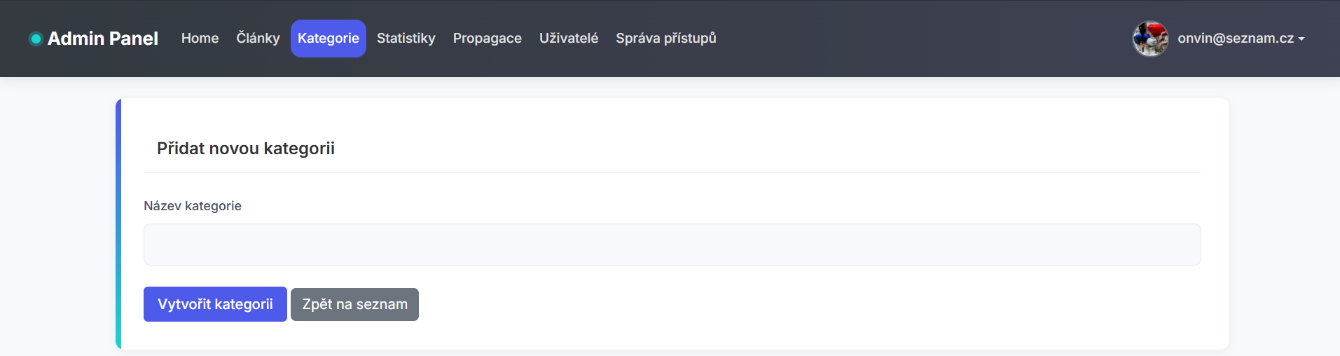 Admin Panel Home Články Kategorie Statistiky Propagace Uživatelé Správa přístupů onvin@seznam.cz
Přidat novou kategorii
Název kategorie
Vytvořit kategorii Zpět na seznam